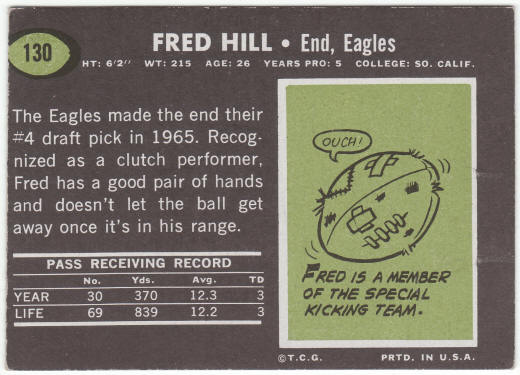 130
FRED HILL • End, Eagles
HT: 6'2" WT: 215 AGE: 26 YEARS PRO: 5 COLLEGE: SO. CALIF.
The Eagles made the end their
#4 draft pick in 1965. Recog-
nized as a clutch performer,
Fred has a good pair of hands
and doesn't let the ball get
away once it's in his range.
PASS RECEIVING RECORD
No. Yds. Avg. TD
YEAR 30 370 12.3 3
LIFE 69 839 12.2 3
OUCH!
FRED IS A MEMBER
OF THE SPECIAL
KICKING TEAM.
©T.C.G. PRTD. IN U.S.A.